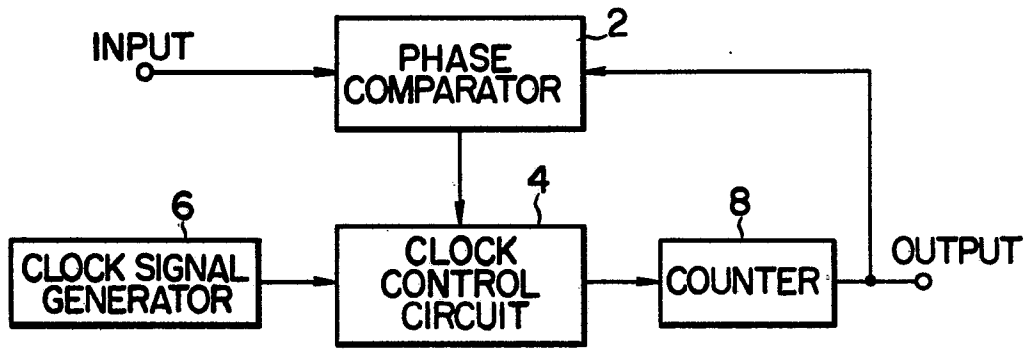 INPUT
2
PHASE
COMPARATOR
6
CLOCK SIGNAL
GENERATOR
4
CLOCK
CONTROL
CIRCUIT
8
COUNTER
OUTPUT